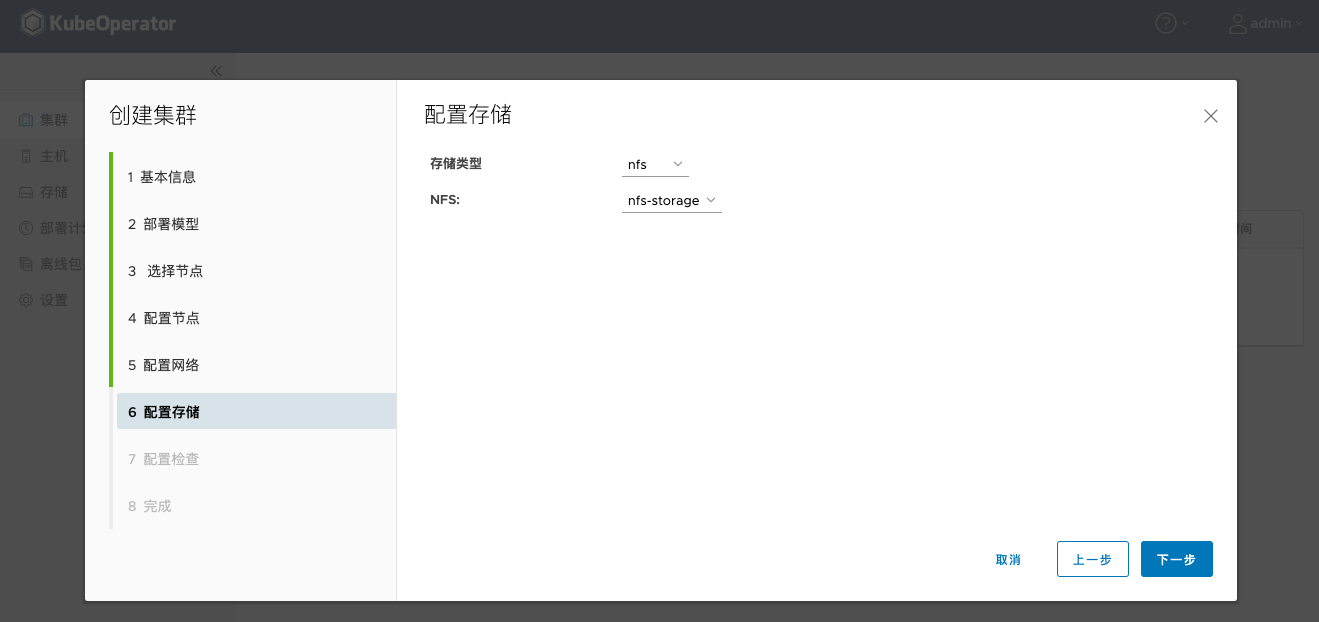 KubeOperator
admin
集群
主机
存储
部署计
离线包
设置
间
创建集群
1 基本信息
2 部署模型
3 选择节点
4 配置节点
5 配置网络
6 配置存储
7 配置检查
8 完成
配置存储
存储类型
nfs
NFS:
nfs-storage
取消
上一步
下一步